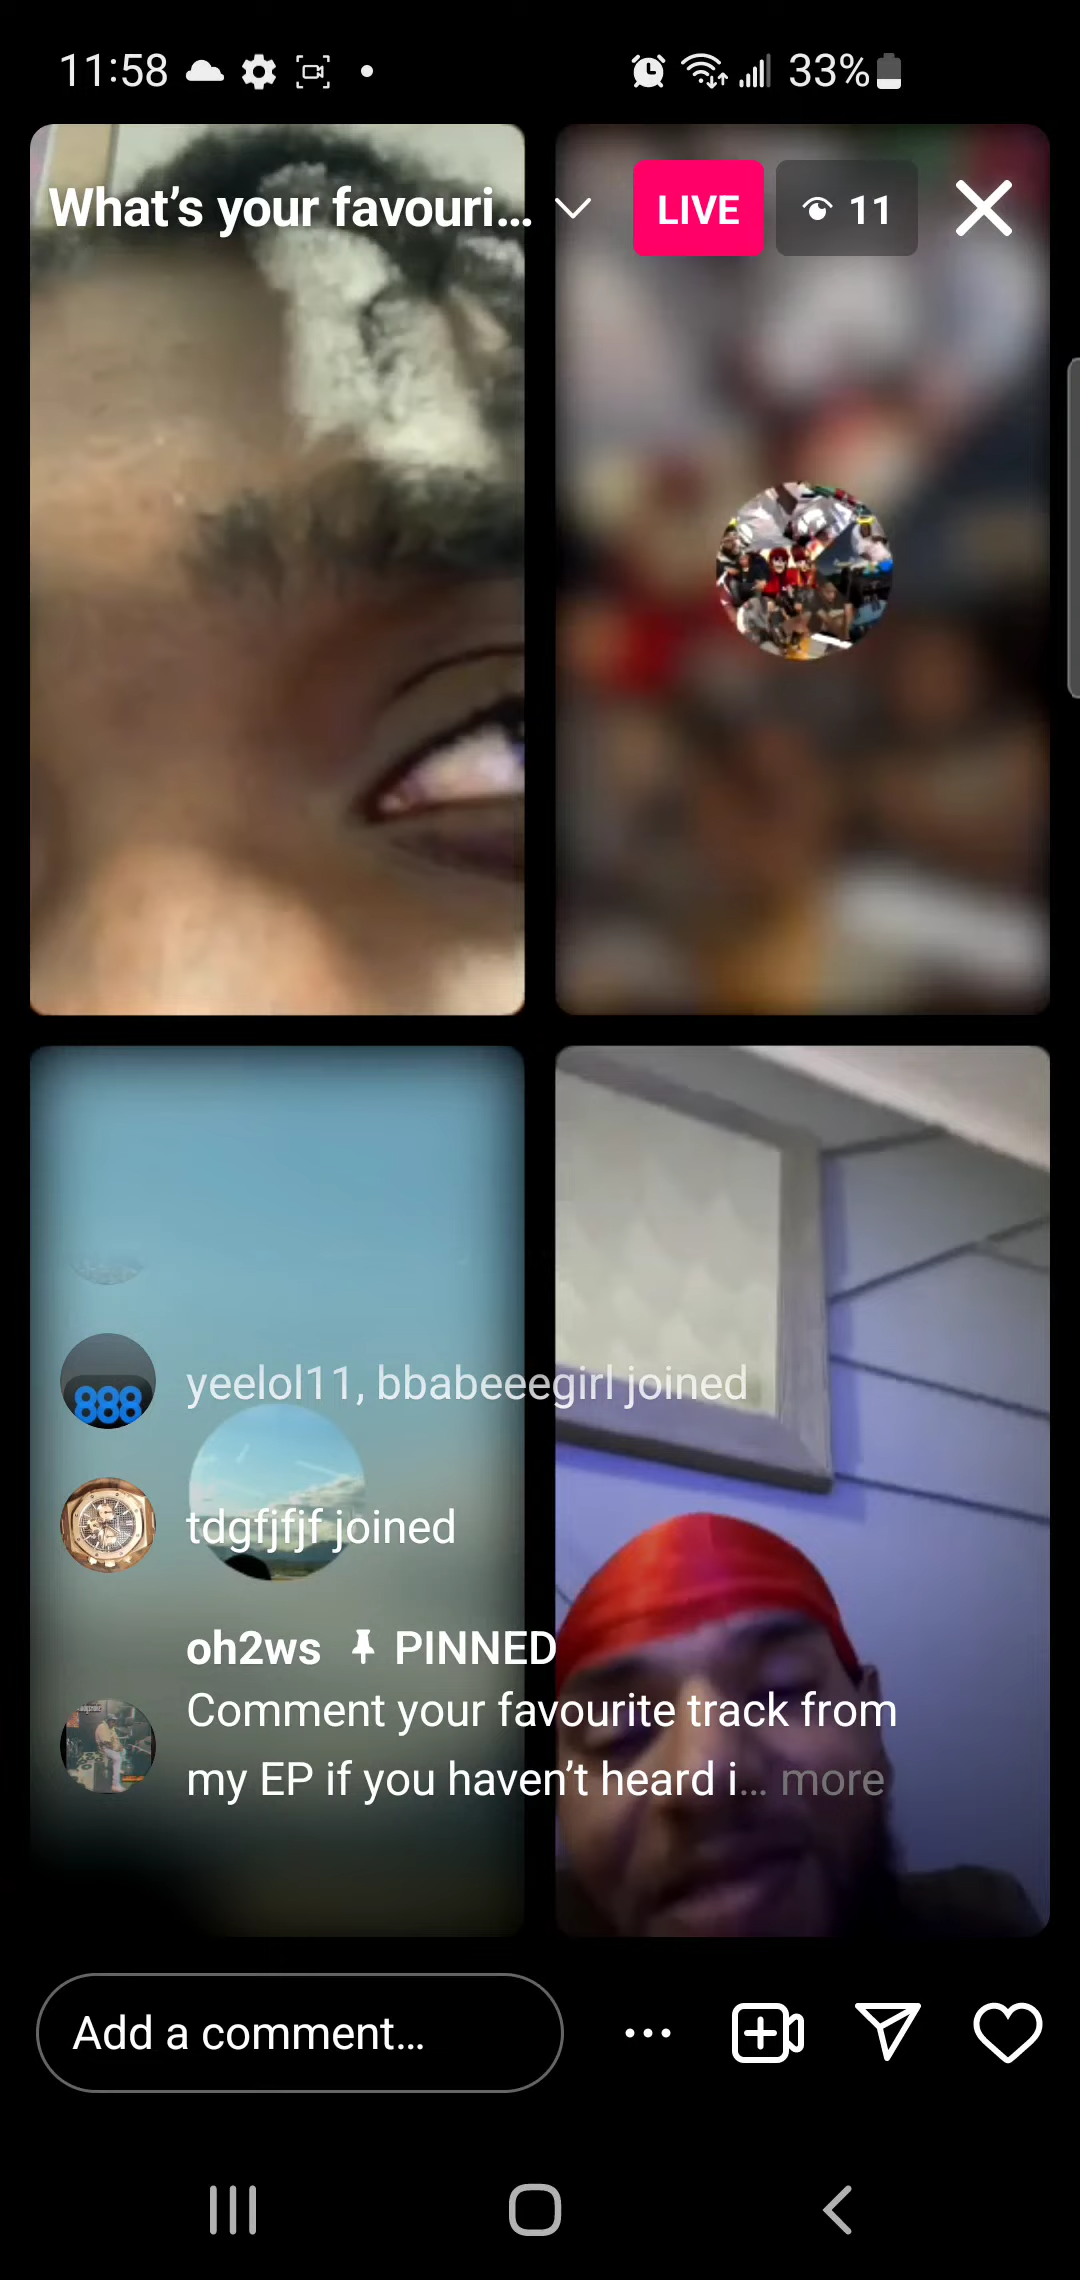 11:58
33%
What’s your favouri...
LIVE
11
888
yeelol11, bbabeeegirl joined
tdgfjfjf joined
oh2ws PINNED
Comment your favourite track from
my EP if you haven’t heard i... more
Add a comment...